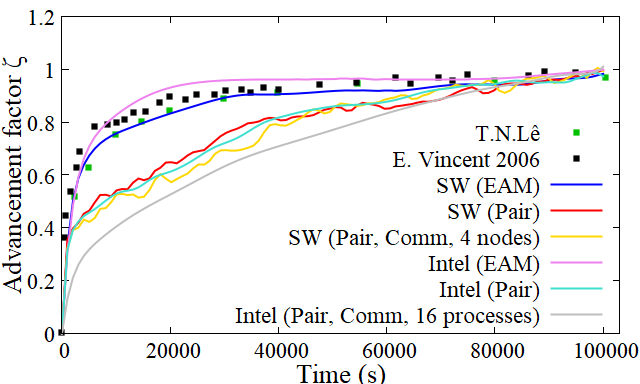 1.2
1
0.8
0.6
0.4
0.2
0
Advancement factor ζ
T.N.Lê
E. Vincent 2006
SW (EAM)
SW (Pair)
SW (Pair, Comm, 4 nodes)
Intel (EAM)
Intel (Pair)
Intel (Pair, Comm, 16 processes)
0 20000 40000 60000 80000 100000
Time (s)